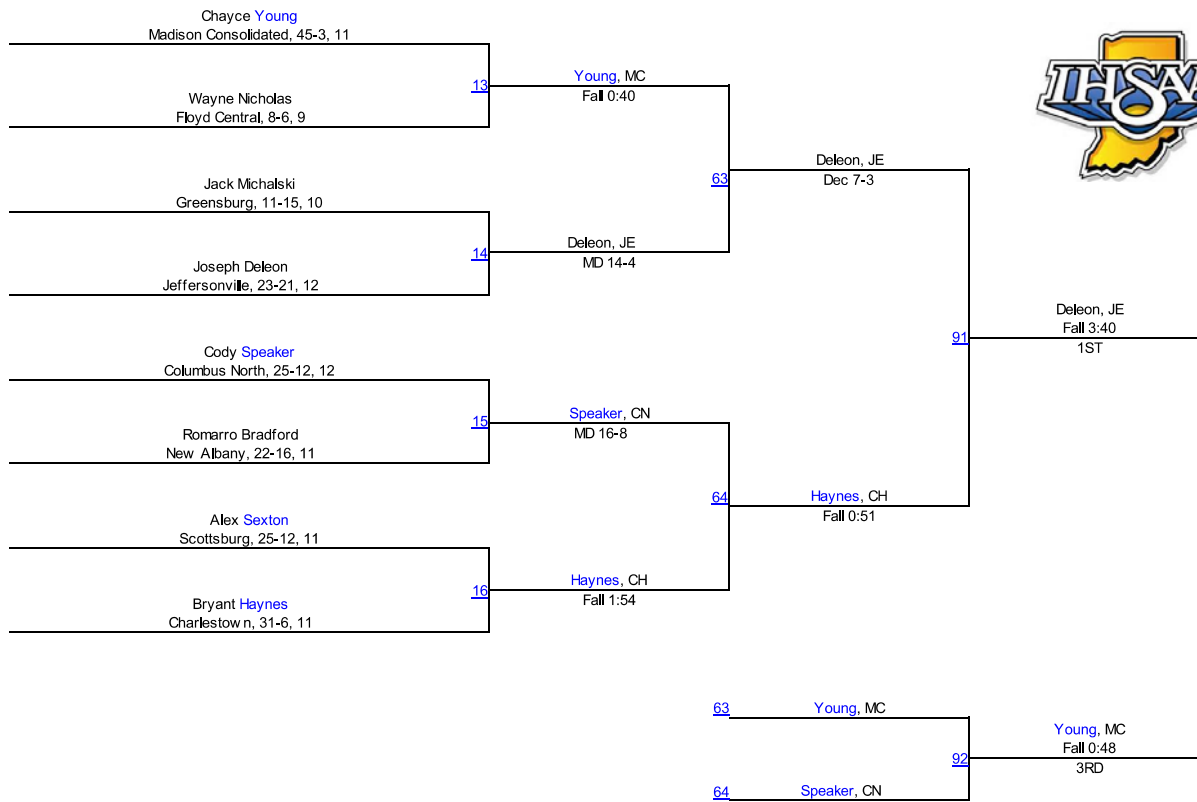 Chayce Young
Madison Consolidated, 45-3, 11
13
Young, MC
Fall 0:40
Wayne Nicholas
Floyd Central, 8-6, 9
IHSAA
63
Deleon, JE
Dec 7-3
Jack Michalski
Greensburg, 11-15, 10
14
Deleon, JE
MD 14-4
Joseph Deleon
Jeffersonville, 23-21, 12
91
Deleon, JE
Fall 3:40
1ST
Cody Speaker
Columbus North, 25-12, 12
15
Speaker, CN
MD 16-8
Romarro Bradford
New Albany, 22-16, 11
64
Haynes, CH
Fall 0:51
Alex Sexton
Scottsburg, 25-12, 11
16
Haynes, CH
Fall 1:54
Bryant Haynes
Charlestown, 31-6, 11
63
Young, MC
92
Young, MC
Fall 0:48
3RD
64
Speaker, CN